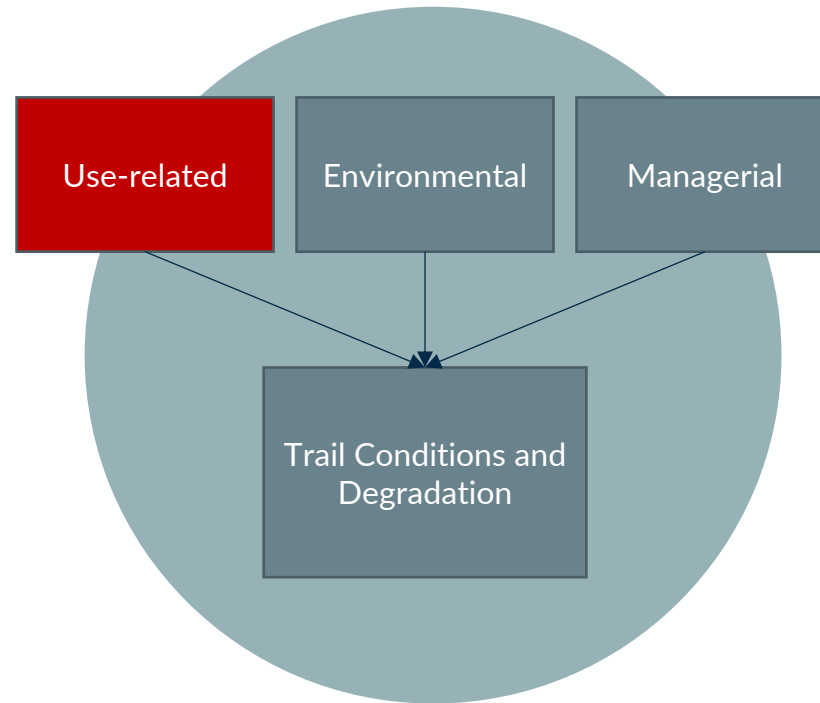 Use-related
Environmental
Managerial
Trail Conditions and
Degradation